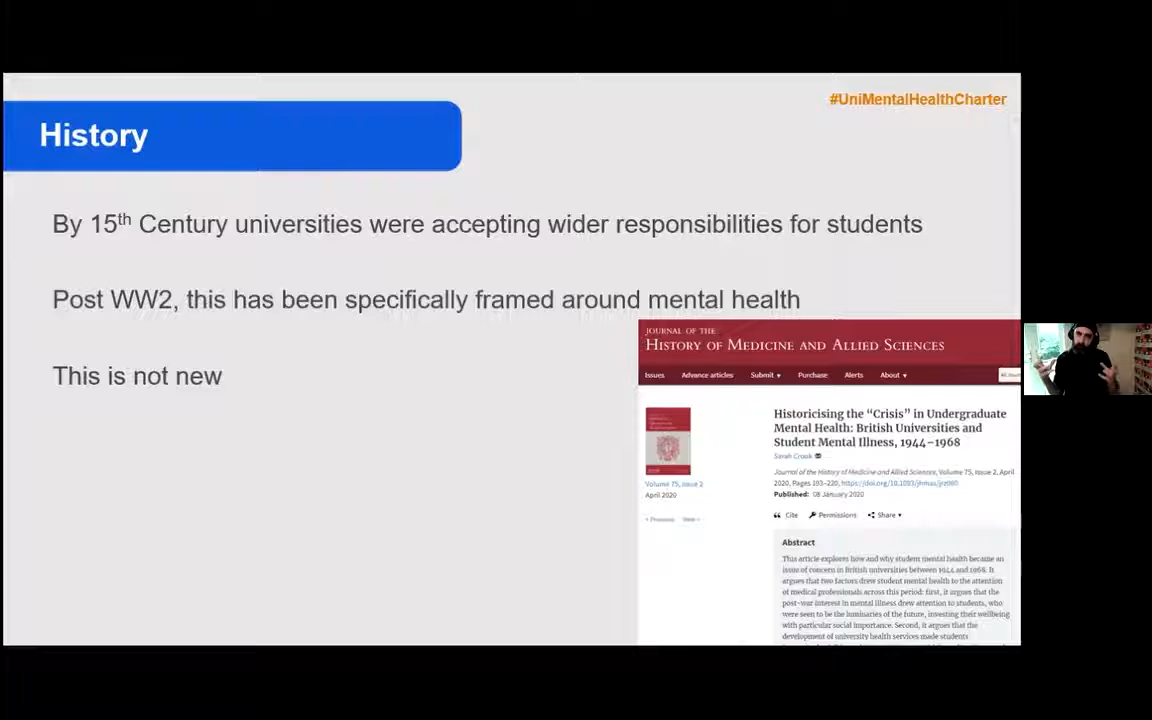 #UniMentalHealthCharter
History
By 15th Century universities were accepting wider responsibilities for students
Post WW2, this has been specifically framed around mental health
This is not new
JOURNAL OF THE
HISTORY OF MEDICINE AND ALLIED SCIENCES
Issues Advance articles Submit ▾ Purchase Alerts About ▾
Volume 75, Issue 2
April 2020
Historicising the “Crisis” in Undergraduate
Mental Health: British Universities and
Student Mental Illness, 1944–1968
Sarah Crook
Journal of the History of Medicine and Allied Sciences, Volume 75, Issue 2, April
2020, Pages 193–220, https://doi.org/10.1093/jhmas/
Published: 08 January 2020
Cite Permissions Share ▾
Abstract
This article explores how and why student mental health became an
issue of concern in British universities between 1944 and 1968. It
argues that two factors drew student mental health to the attention
of medical professionals across this period: first, it argues that the
post-war interest in mental illness drew attention to students, who
were seen to be the luminaries of the future, investing their wellbeing
with particular social importance. Second, it argues that the
development of university health services made students